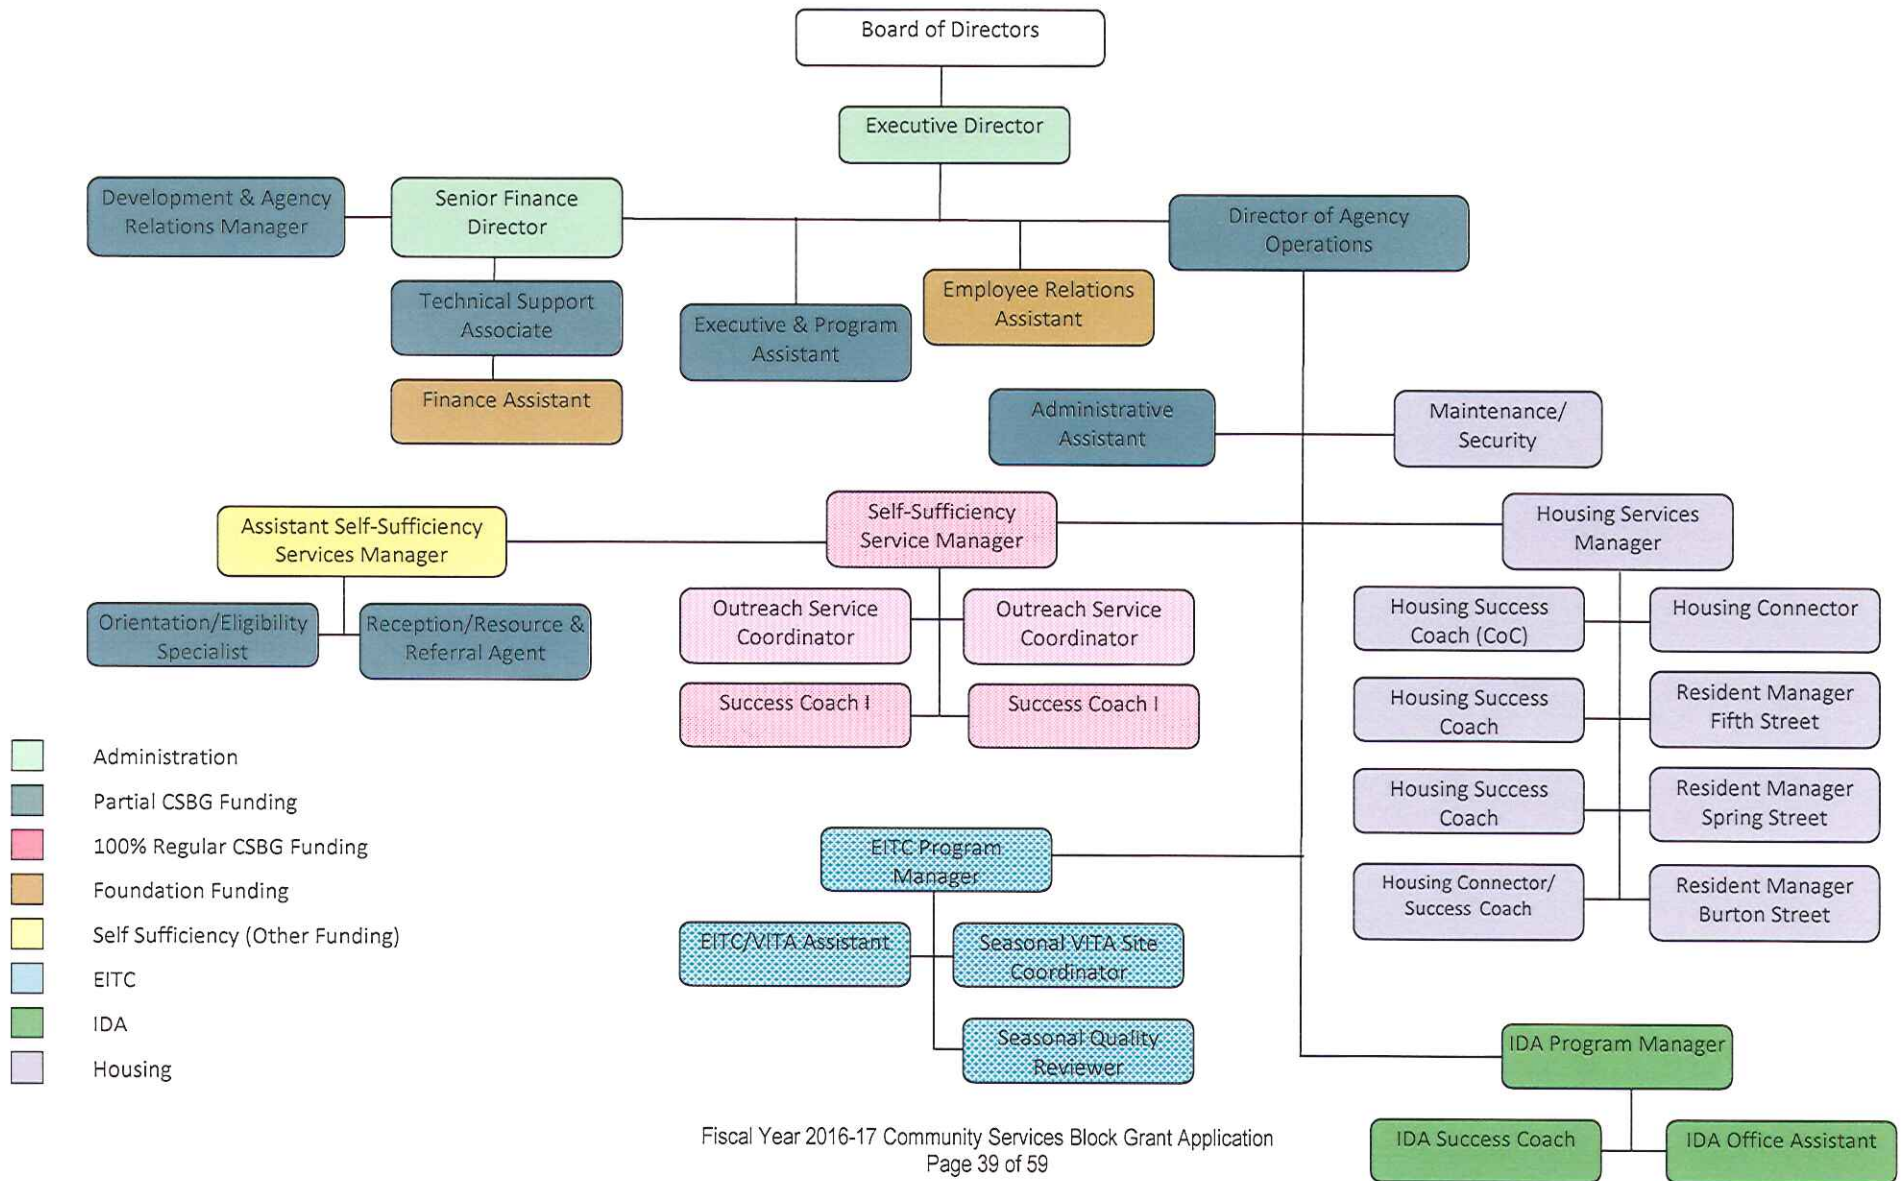 Board of Directors
Executive Director
Development & Agency
Relations Manager
Senior Finance
Director
Director of Agency
Operations
Technical Support
Associate
Executive & Program
Assistant
Employee Relations
Assistant
Finance Assistant
Administrative
Assistant
Maintenance/
Security
Assistant Self-Sufficiency
Services Manager
Self-Sufficiency
Service Manager
Housing Services
Manager
Orientation/Eligibility
Specialist
Reception/Resource &
Referral Agent
Outreach Service
Coordinator
Outreach Service
Coordinator
Success Coach I
Success Coach I
Housing Success
Coach (CoC)
Housing Connector
Housing Success
Coach
Resident Manager
Fifth Street
Housing Success
Coach
Resident Manager
Spring Street
Housing Connector/
Success Coach
Resident Manager
Burton Street
Administration
Partial CSBG Funding
100% Regular CSBG Funding
Foundation Funding
Self Sufficiency (Other Funding)
EITC
IDA
Housing
EITC Program
Manager
EITC/VITA Assistant
Seasonal VITA Site
Coordinator
Seasonal Quality
Reviewer
IDA Program Manager
IDA Success Coach
IDA Office Assistant
Fiscal Year 2016-17 Community Services Block Grant Application
Page 39 of 59